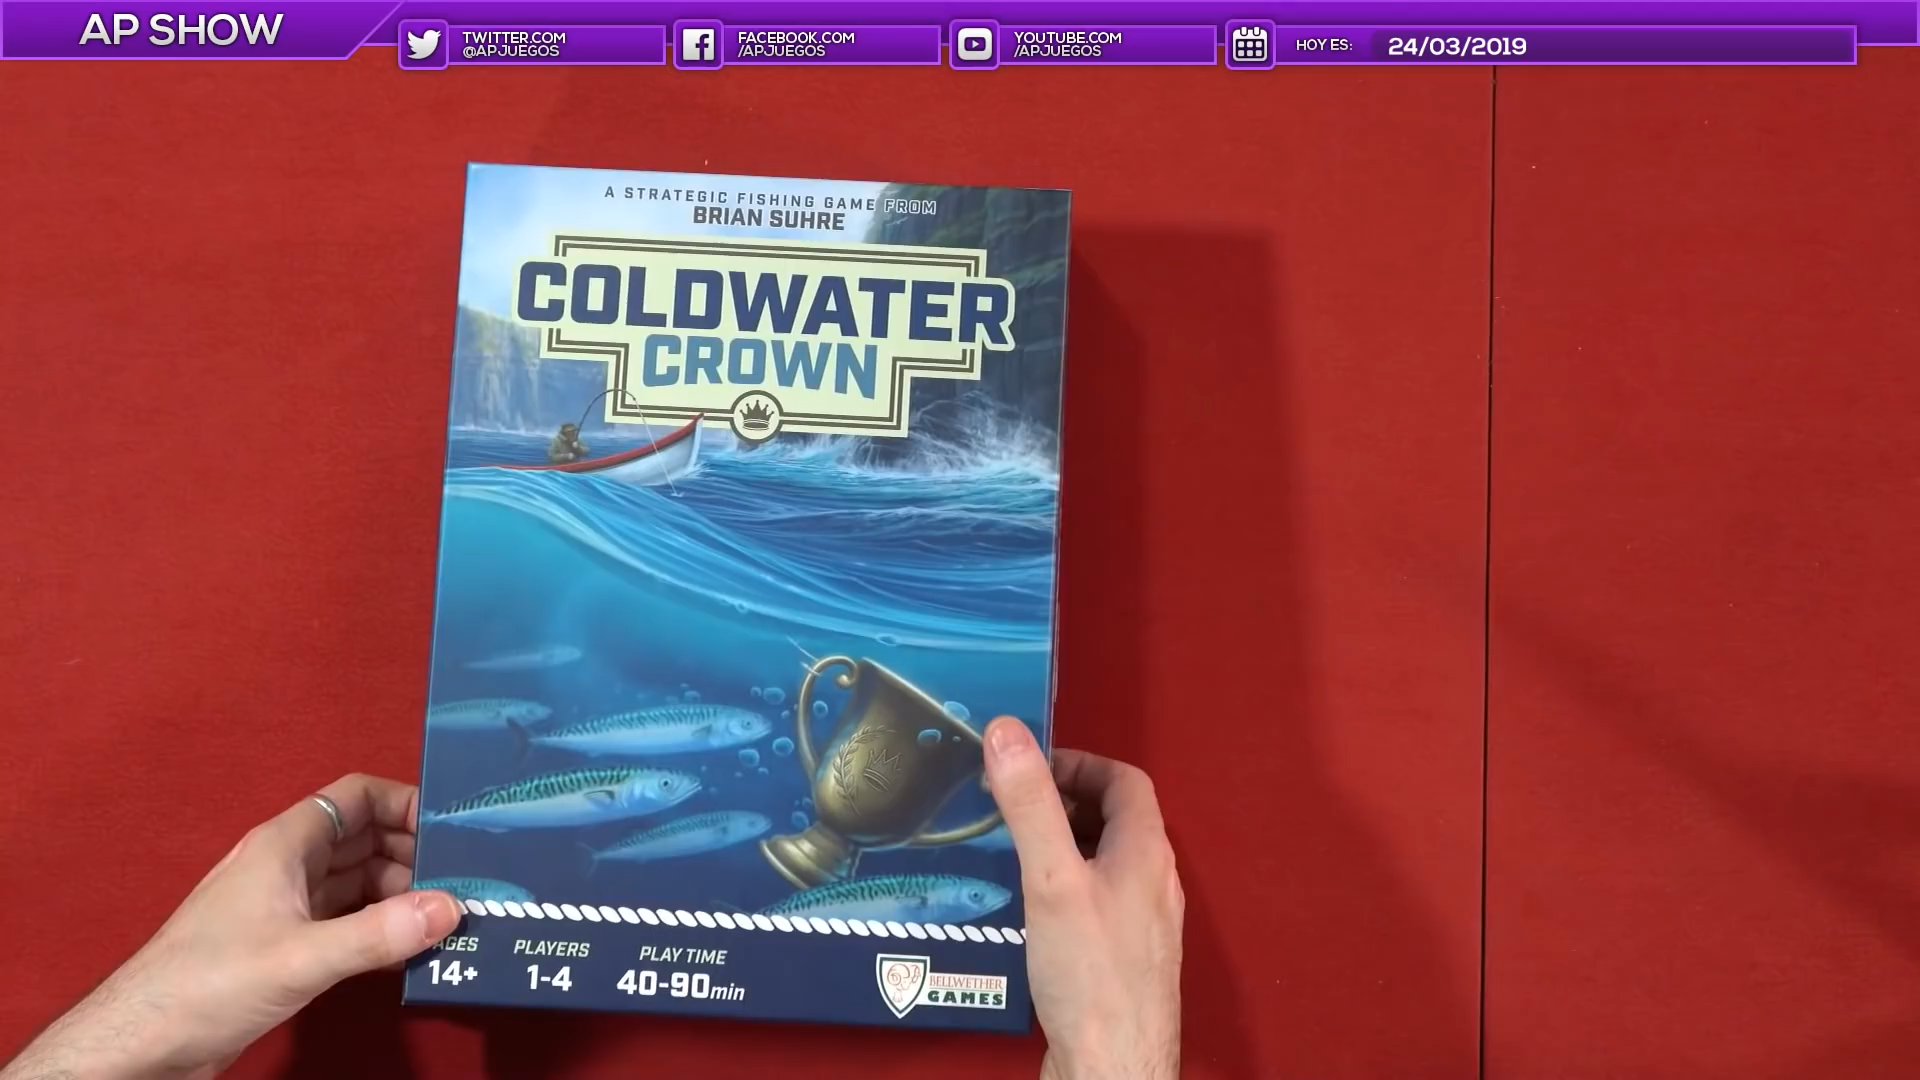 AP SHOW
TWITTER.COM
@APJUEGOS
FACEBOOK.COM
/APJUEGOS
YOUTUBE.COM
/APJUEGOS
HOY ES:
24/03/2019
A STRATEGIC FISHING GAME FROM
BRIAN SUHRE
COLDWATER
CROWN
AGES
14+
PLAYERS
1-4
PLAY TIME
40-90min
BELLWETHER
GAMES